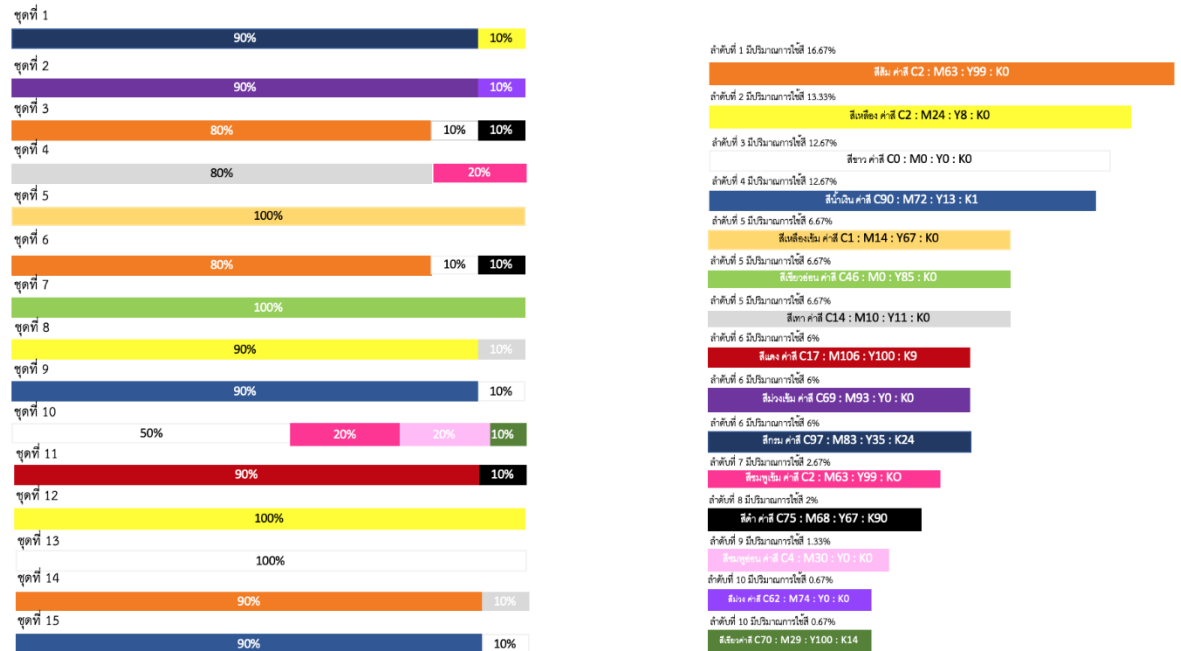 ชุดที่ 1
90% 10%
ชุดที่ 2
90% 10%
ชุดที่ 3
80% 10% 10%
ชุดที่ 4
80% 20%
ชุดที่ 5
100%
ชุดที่ 6
80% 10% 10%
ชุดที่ 7
100%
ชุดที่ 8
90% 10%
ชุดที่ 9
90% 10%
ชุดที่ 10
50% 20% 20% 10%
ชุดที่ 11
90% 10%
ชุดที่ 12
100%
ชุดที่ 13
100%
ชุดที่ 14
90% 10%
ชุดที่ 15
90% 10%
ลำดับ 1 มีปริมาณการใช้สี 16.67%
สีส้ม ค่าสี C2 : M63 : Y99 : K0
ลำดับที่ 2 มีปริมาณการใช้สี 13.33%
สีเหลือง ค่าสี C2 : M24 : Y8 : K0
ลำดับที่ 3 มีปริมาณการใช้สี 12.67%
สีขาว ค่าสี C0 : M0 : Y0 : K0
ลำดับที่ 4 มีปริมาณการใช้สี 12.67%
สีน้ำเงิน ค่าสี C90 : M72 : Y13 : K1
ลำดับที่ 5 มีปริมาณการใช้สี 6.67%
สีเหลืองเข้ม ค่าสี C1 : M14 : Y67 : K0
ลำดับที่ 5 มีปริมาณการใช้สี 6.67%
สีเขียวอ่อน ค่าสี C46 : M0 : Y85 : K0
ลำดับที่ 5 มีปริมาณการใช้สี 6.67%
สีเทา ค่าสี C14 : M10 : Y11 : K0
ลำดับที่ 6 มีปริมาณการใช้สี 6%
สีแดง ค่าสี C17 : M106 : Y100 : K9
ลำดับที่ 6 มีปริมาณการใช้สี 6%
สีม่วงเข้ม ค่าสี C69 : M93 : Y0 : K0
ลำดับที่ 6 มีปริมาณการใช้สี 6%
สีกรม ค่าสี C97 : M83 : Y35 : K24
ลำดับที่ 7 มีปริมาณการใช้สี 2.67%
สีชมพูเข้ม ค่าสี C2 : M63 : Y99 : KO
ลำดับที่ 8 มีปริมาณการใช้สี 2%
สีดำ ค่าสี C75 : M68 : Y67 : K90
ลำดับที่ 9 มีปริมาณการใช้สี 1.33%
สีชมพูอ่อน ค่าสี C4 : M30 : Y0 : K0
ลำดับที่ 10 มีปริมาณการใช้สี 0.67%
สีม่วง ค่าสี C62 : M74 : Y0 : K0
ลำดับที่ 10 มีปริมาณการใช้สี 0.67%
สีเขียวค่าสี C70 : M29 : Y100 : K14